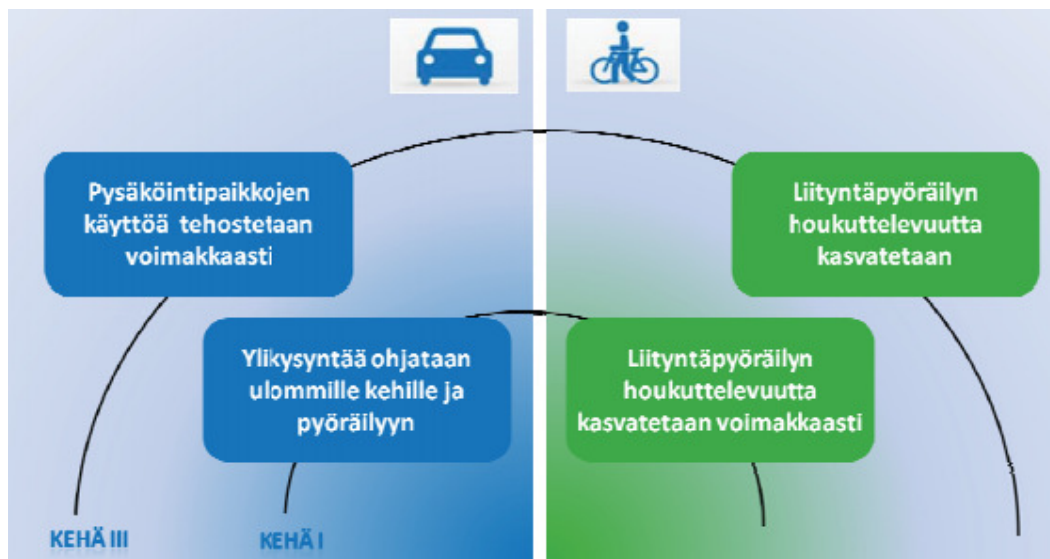 Pysäköintipaikkojen
käyttöä tehostetaan
voimakkaasti
Liityntäpyöräilyn
houkuttelevuutta
kasvatetaan
Ylikysyntää ohjataan
ulommille kehille ja
pyöräilyyn
Liityntäpyöräilyn
houkuttelevuutta
kasvatetaan voimakkaasti
KEHÄ III
KEHÄ I